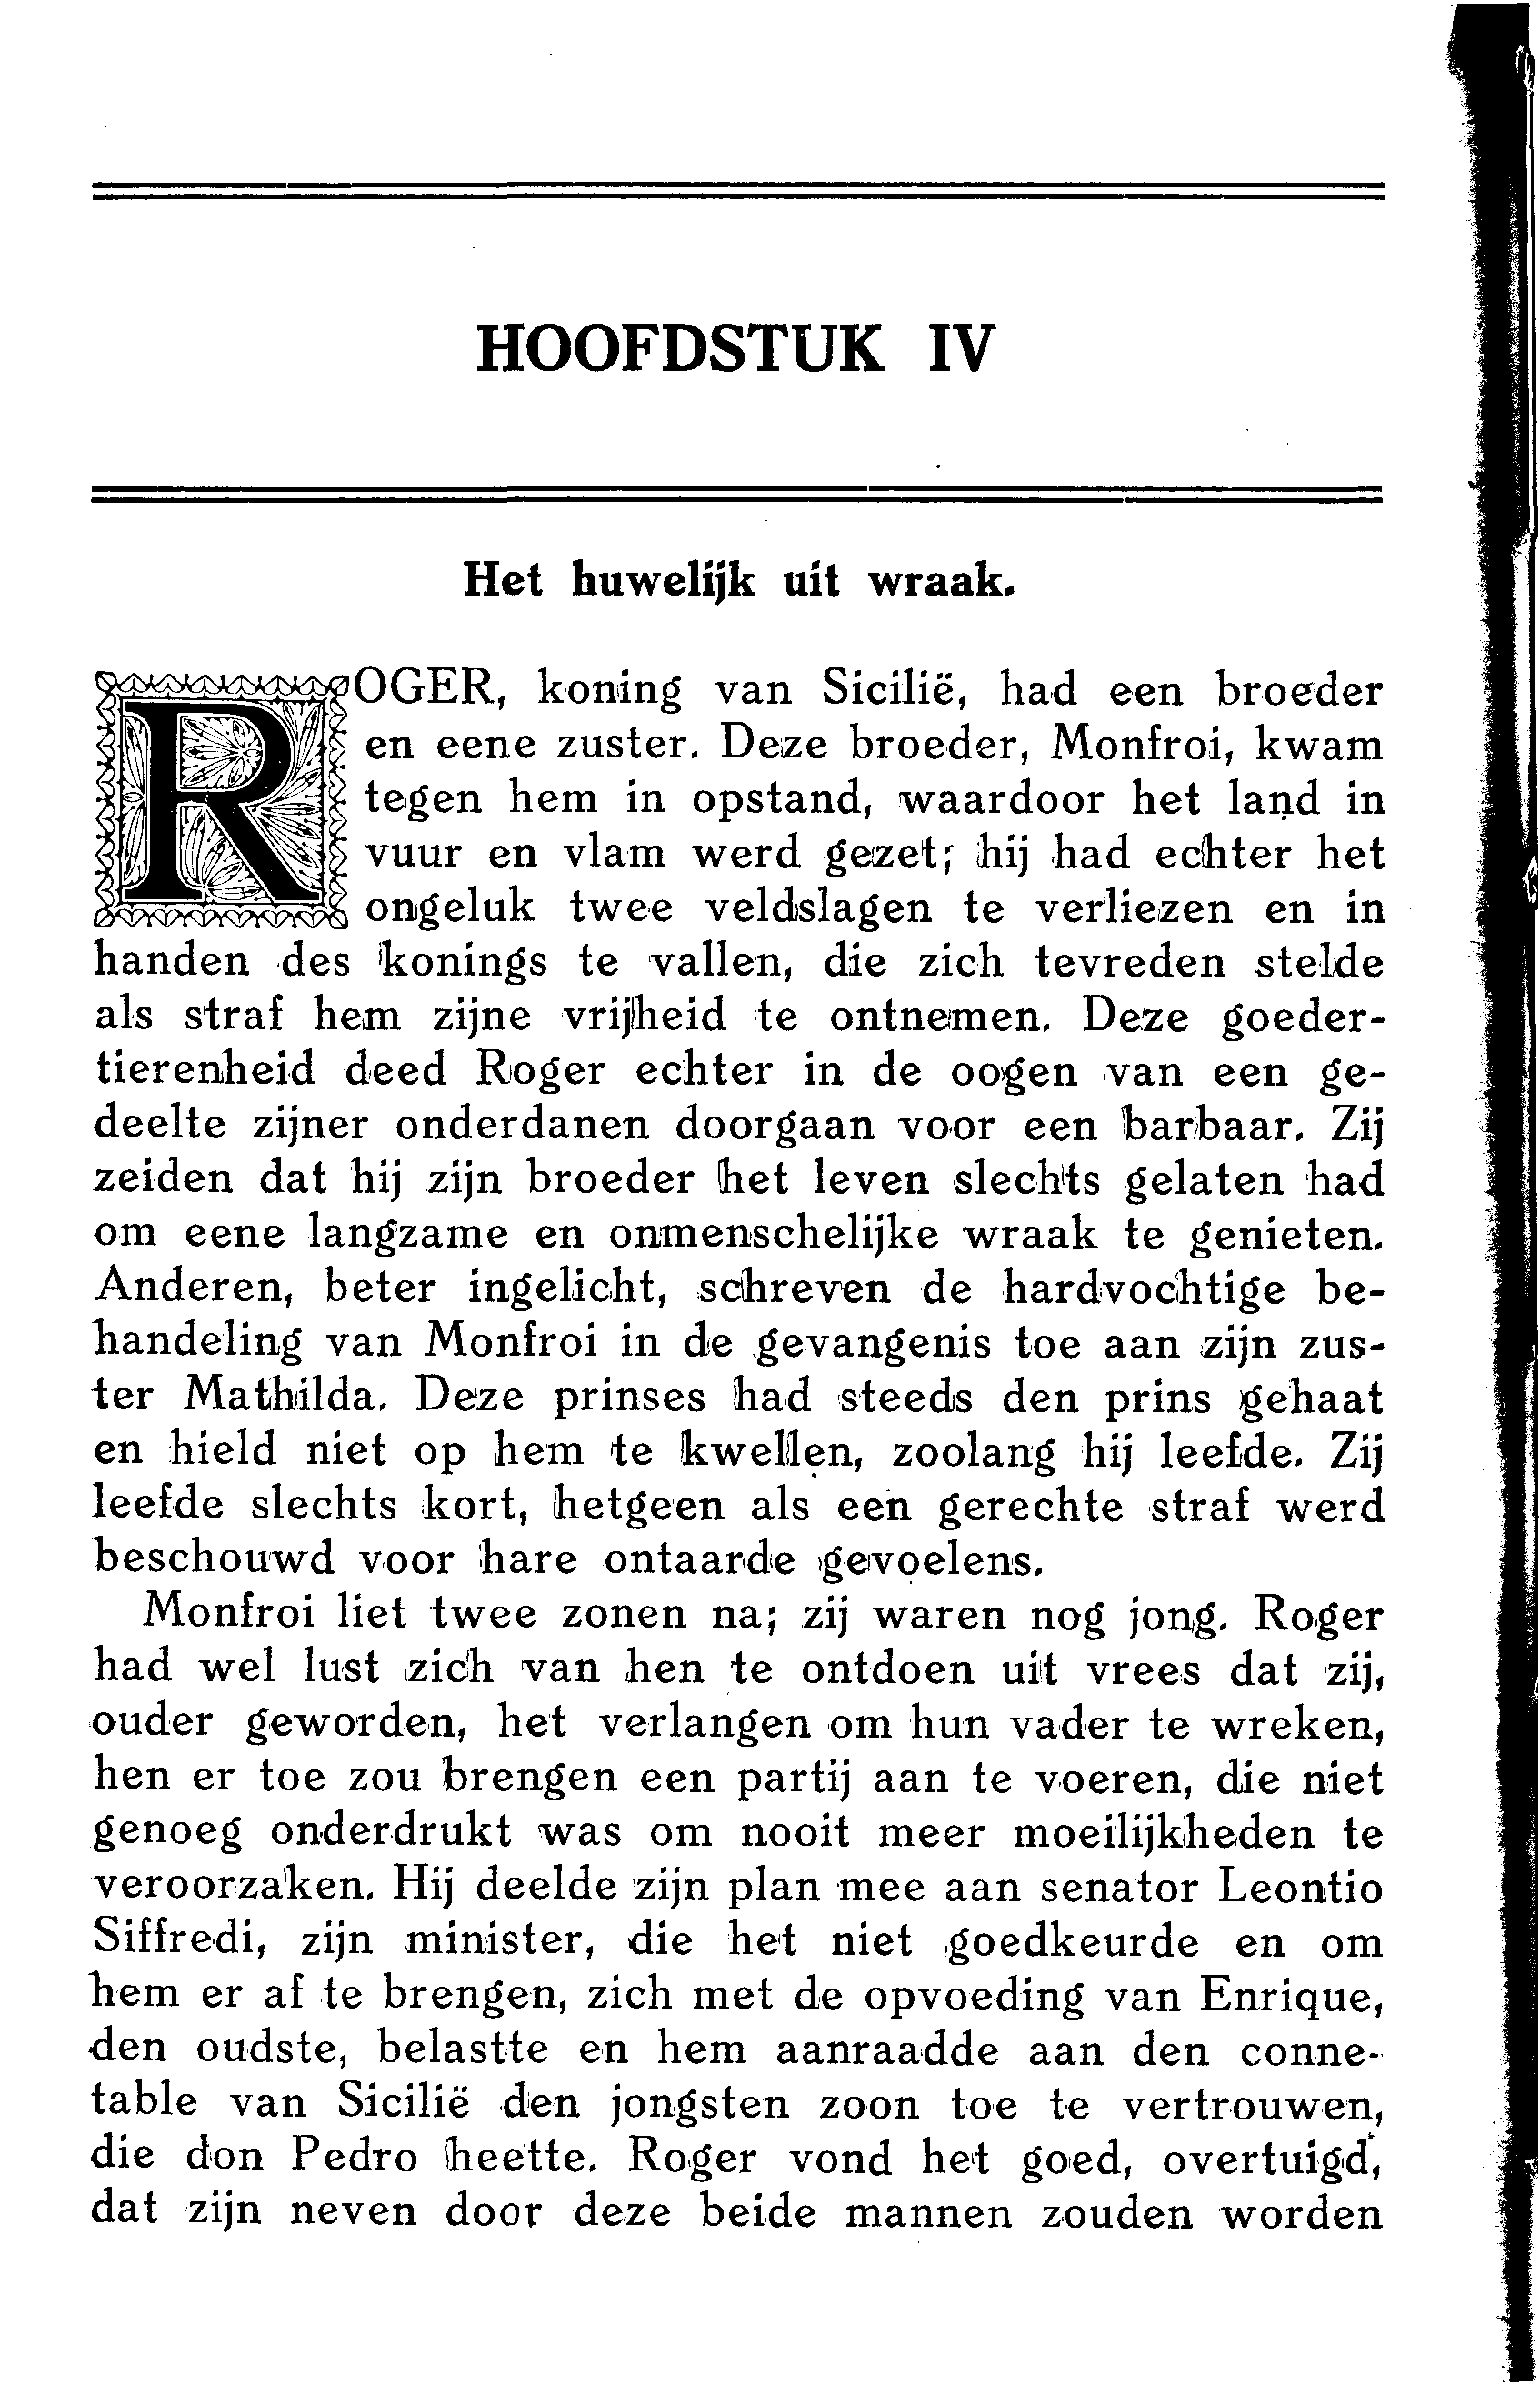 HOOFDSTUK IV
Het huwelijk uit wraak.
ROGER, koning van Sicilië, had een broeder
en eene zuster. Deze broeder, Monfroi, kwam
tegen hem in opstand, waardoor het land in
vuur en vlam werd gezet; hij had echter het
ongeluk twee veldslagen te verliezen en in
handen des konings te vallen, die zich tevreden stelde
als straf hem zijne vrijheid te ontnemen. Deze goeder-
tierenheid deed Roger echter in de oogen van een ge-
deelte zijner onderdanen doorgaan voor een barbaar. Zij
zeiden dat hij zijn broeder het leven slechts gelaten had
om eene langzame en onmenschelijke wraak te genieten.
Anderen, beter ingelicht, schreven de hardvochtige be-
handeling van Monfroi in de gevangenis toe aan zijn zus-
ter Mathilda. Deze prinses had steeds den prins gehaat
en hield niet op hem te kwellen, zoolang hij leefde. Zij
leefde slechts kort, hetgeen als een gerechte straf werd
beschouwd voor hare ontaarde gevoelens.
Monfroi liet twee zonen na; zij waren nog jong. Roger
had wel lust zich van hen te ontdoen uit vrees dat zij,
ouder geworden, het verlangen om hun vader te wreken,
hen er toe zou brengen een partij aan te voeren, die niet
genoeg onderdrukt was om nooit meer moeilijkheden te
veroorzaken. Hij deelde zijn plan mee aan senator Leontio
Siffredi, zijn minister, die het niet goedkeurde en om
hem er af te brengen, zich met de opvoeding van Enrique,
den oudste, belastte en hem aanraadde aan den conne-
table van Sicilië den jongsten zoon toe te vertrouwen,
die don Pedro heette. Roger vond het goed, overtuigd,
dat zijn neven door deze beide mannen zouden worden